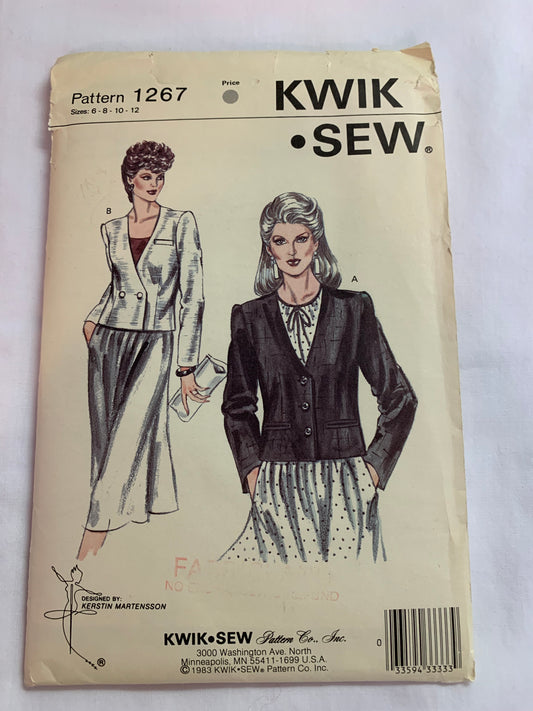 Pattern 1267
Sizes: 6 - 8 - 10 - 12
Price
KWIK
•SEW®
B
A
NO
DESIGNED BY:
KERSTIN MARTENSSON
®
KWIK•SEW Pattern Co., Inc.
3000 Washington Ave. North
Minneapolis, MN 55411-1699 U.S.A.
©1983 KWIK•SEW® Pattern Co. Inc.
0
33594 33333